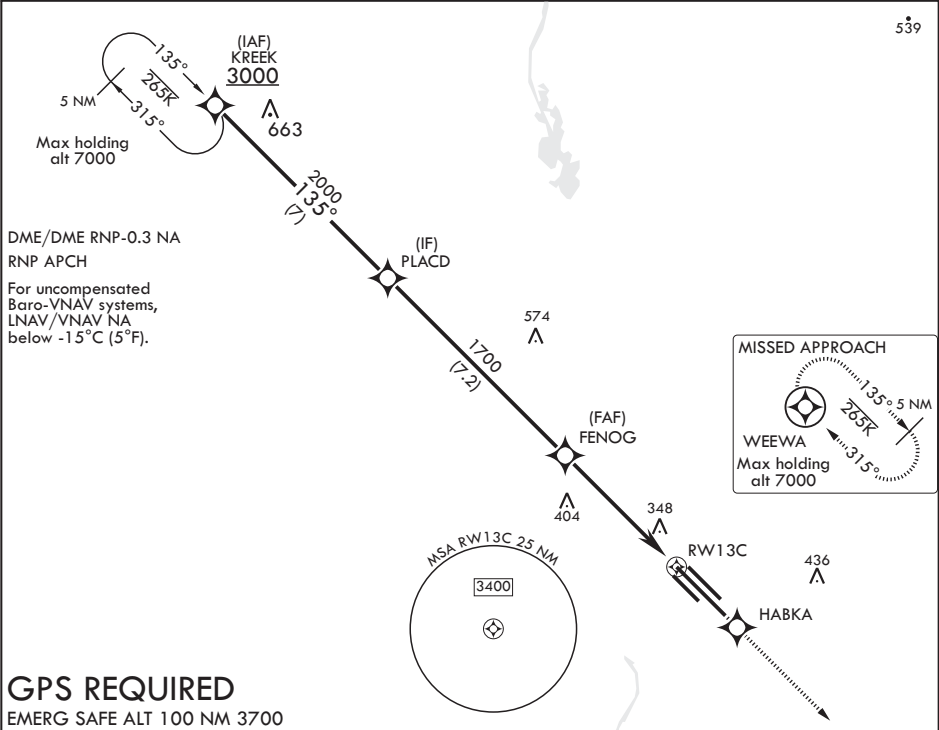 539
(IAF)
KREEK
3000
135°
265K
5 NM
315°
663
Max holding
alt 7000
2000
135°
(7)
DME/DME RNP-0.3 NA
RNP APCH
For uncompensated
Baro-VNAV systems,
LNAV/VNAV NA
below -15°C (5°F).
(IF)
PLACD
574
1700
(7.2)
MISSED APPROACH
135°
5 NM
265K
WEEWA
315°
Max holding
alt 7000
(FAF)
FENOG
404
348
MSA RW13C 25 NM
RW13C
436
3400
HABKA
GPS REQUIRED
EMERG SAFE ALT 100 NM 3700